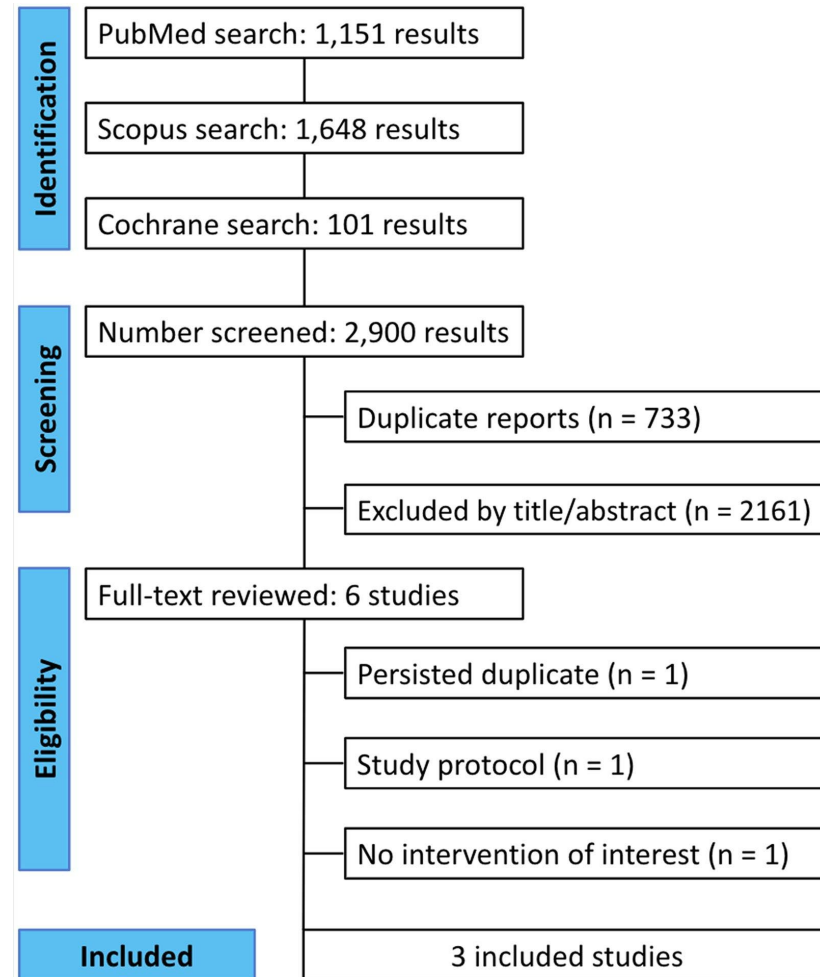 Identification
PubMed search: 1,151 results
Scopus search: 1,648 results
Cochrane search: 101 results
Screening
Number screened: 2,900 results
Duplicate reports (n = 733)
Excluded by title/abstract (n = 2161)
Eligibility
Full-text reviewed: 6 studies
Persisted duplicate (n = 1)
Study protocol (n = 1)
No intervention of interest (n = 1)
Included
3 included studies